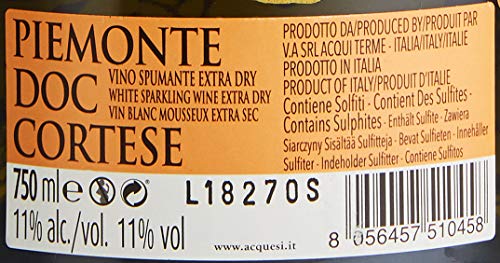 PIEMONTE
DOC
CORTESE
VINO SPUMANTE EXTRA DRY
WHITE SPARKLING WINE EXTRA DRY
VIN BLANC MOUSSEUX EXTRA SEC
PRODOTTO DA/PRODUCED BY/PRODUIT PAR
V.A SRL ACQUI TERME - ITALIA/ITALY/ITALIE
PRODOTTO IN ITALIA
PRODUCT OF ITALY/PRODUIT D'ITALIE
Contiene Solfiti - Contient Des Sulfites -
Contains Sulphites - Enhält Sulfite - Zawiera
Siarczyny Sisältää Sulfitteja - Bevat Sulfieten - Innehåller
Sulfiter - Indeholder Sulfitter - Contiene Sulfitos
750 ml e
L18270S
11% alc./vol. 11% vol
www.acquesi.it
8 056457 510458